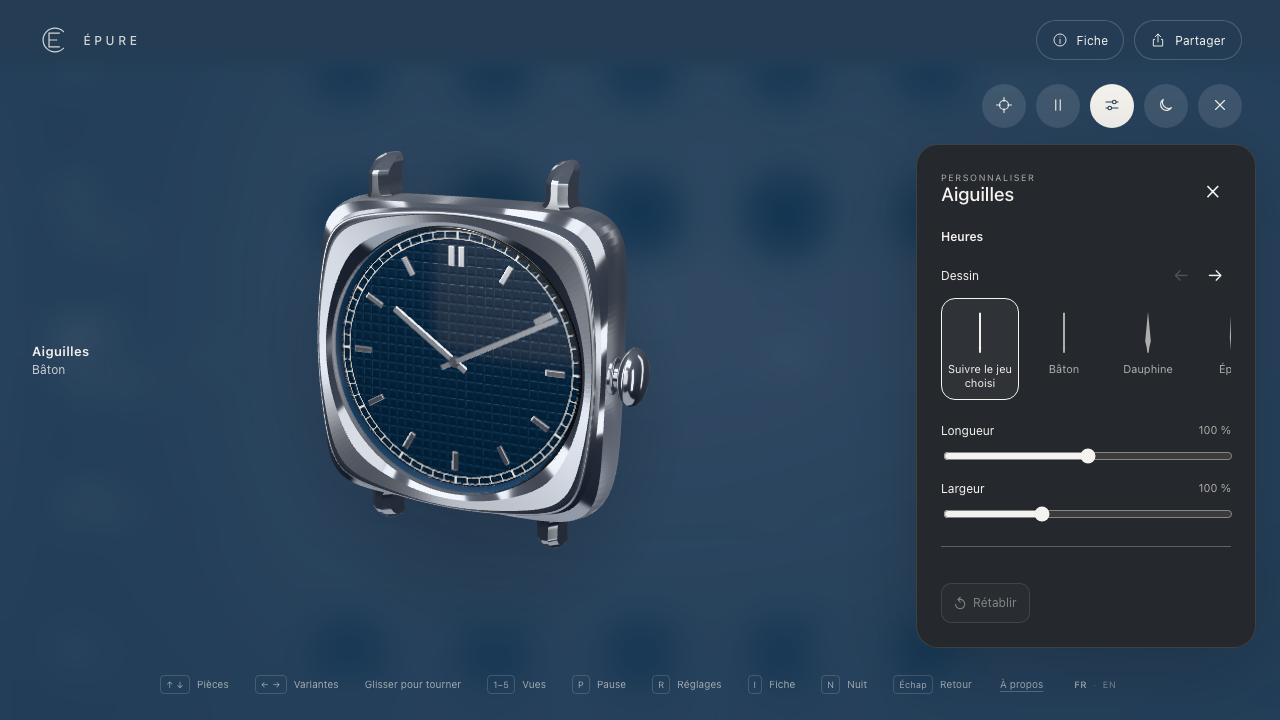 ÉPURE
Fiche
Partager
PERSONNALISER
Aiguilles
Heures
Dessin
Suivre le jeu
choisi
Bâton
Dauphine
Ép
Longueur
100 %
Largeur
100 %
Rétablir
Aiguilles
Bâton
↑ ↓ Pièces ← → Variantes Glisser pour tourner 1–5 Vues P Pause R Réglages I Fiche N Nuit Échap Retour À propos FR · EN